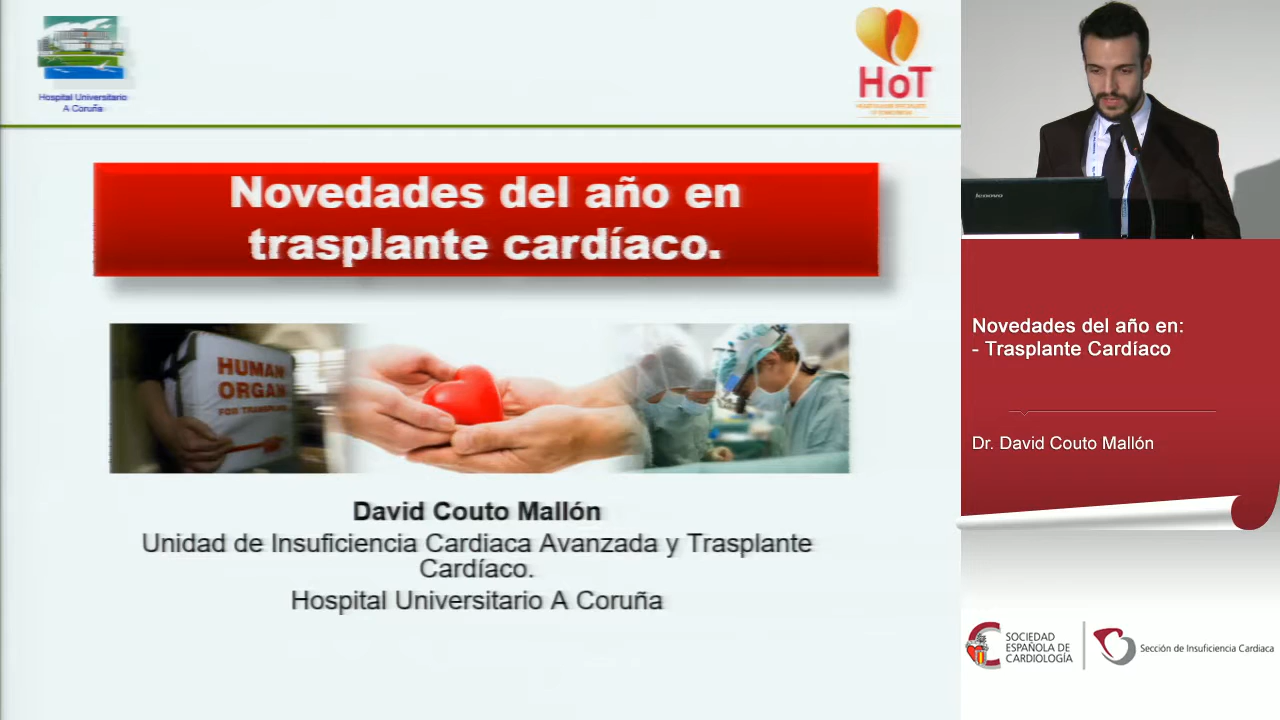 Hospital Universitario
A Coruña
HoT
Novedades del año en
trasplante cardíaco.
HUMAN
ORGAN
FOR TRANSPLANT
David Couto Mallón
Unidad de Insuficiencia Cardiaca Avanzada y Trasplante
Cardíaco.
Hospital Universitario A Coruña
lenovo
Novedades del año en:
- Trasplante Cardíaco
Dr. David Couto Mallón
SOCIEDAD
ESPAÑOLA DE
CARDIOLOGÍA
Sección de Insuficiencia Cardiaca